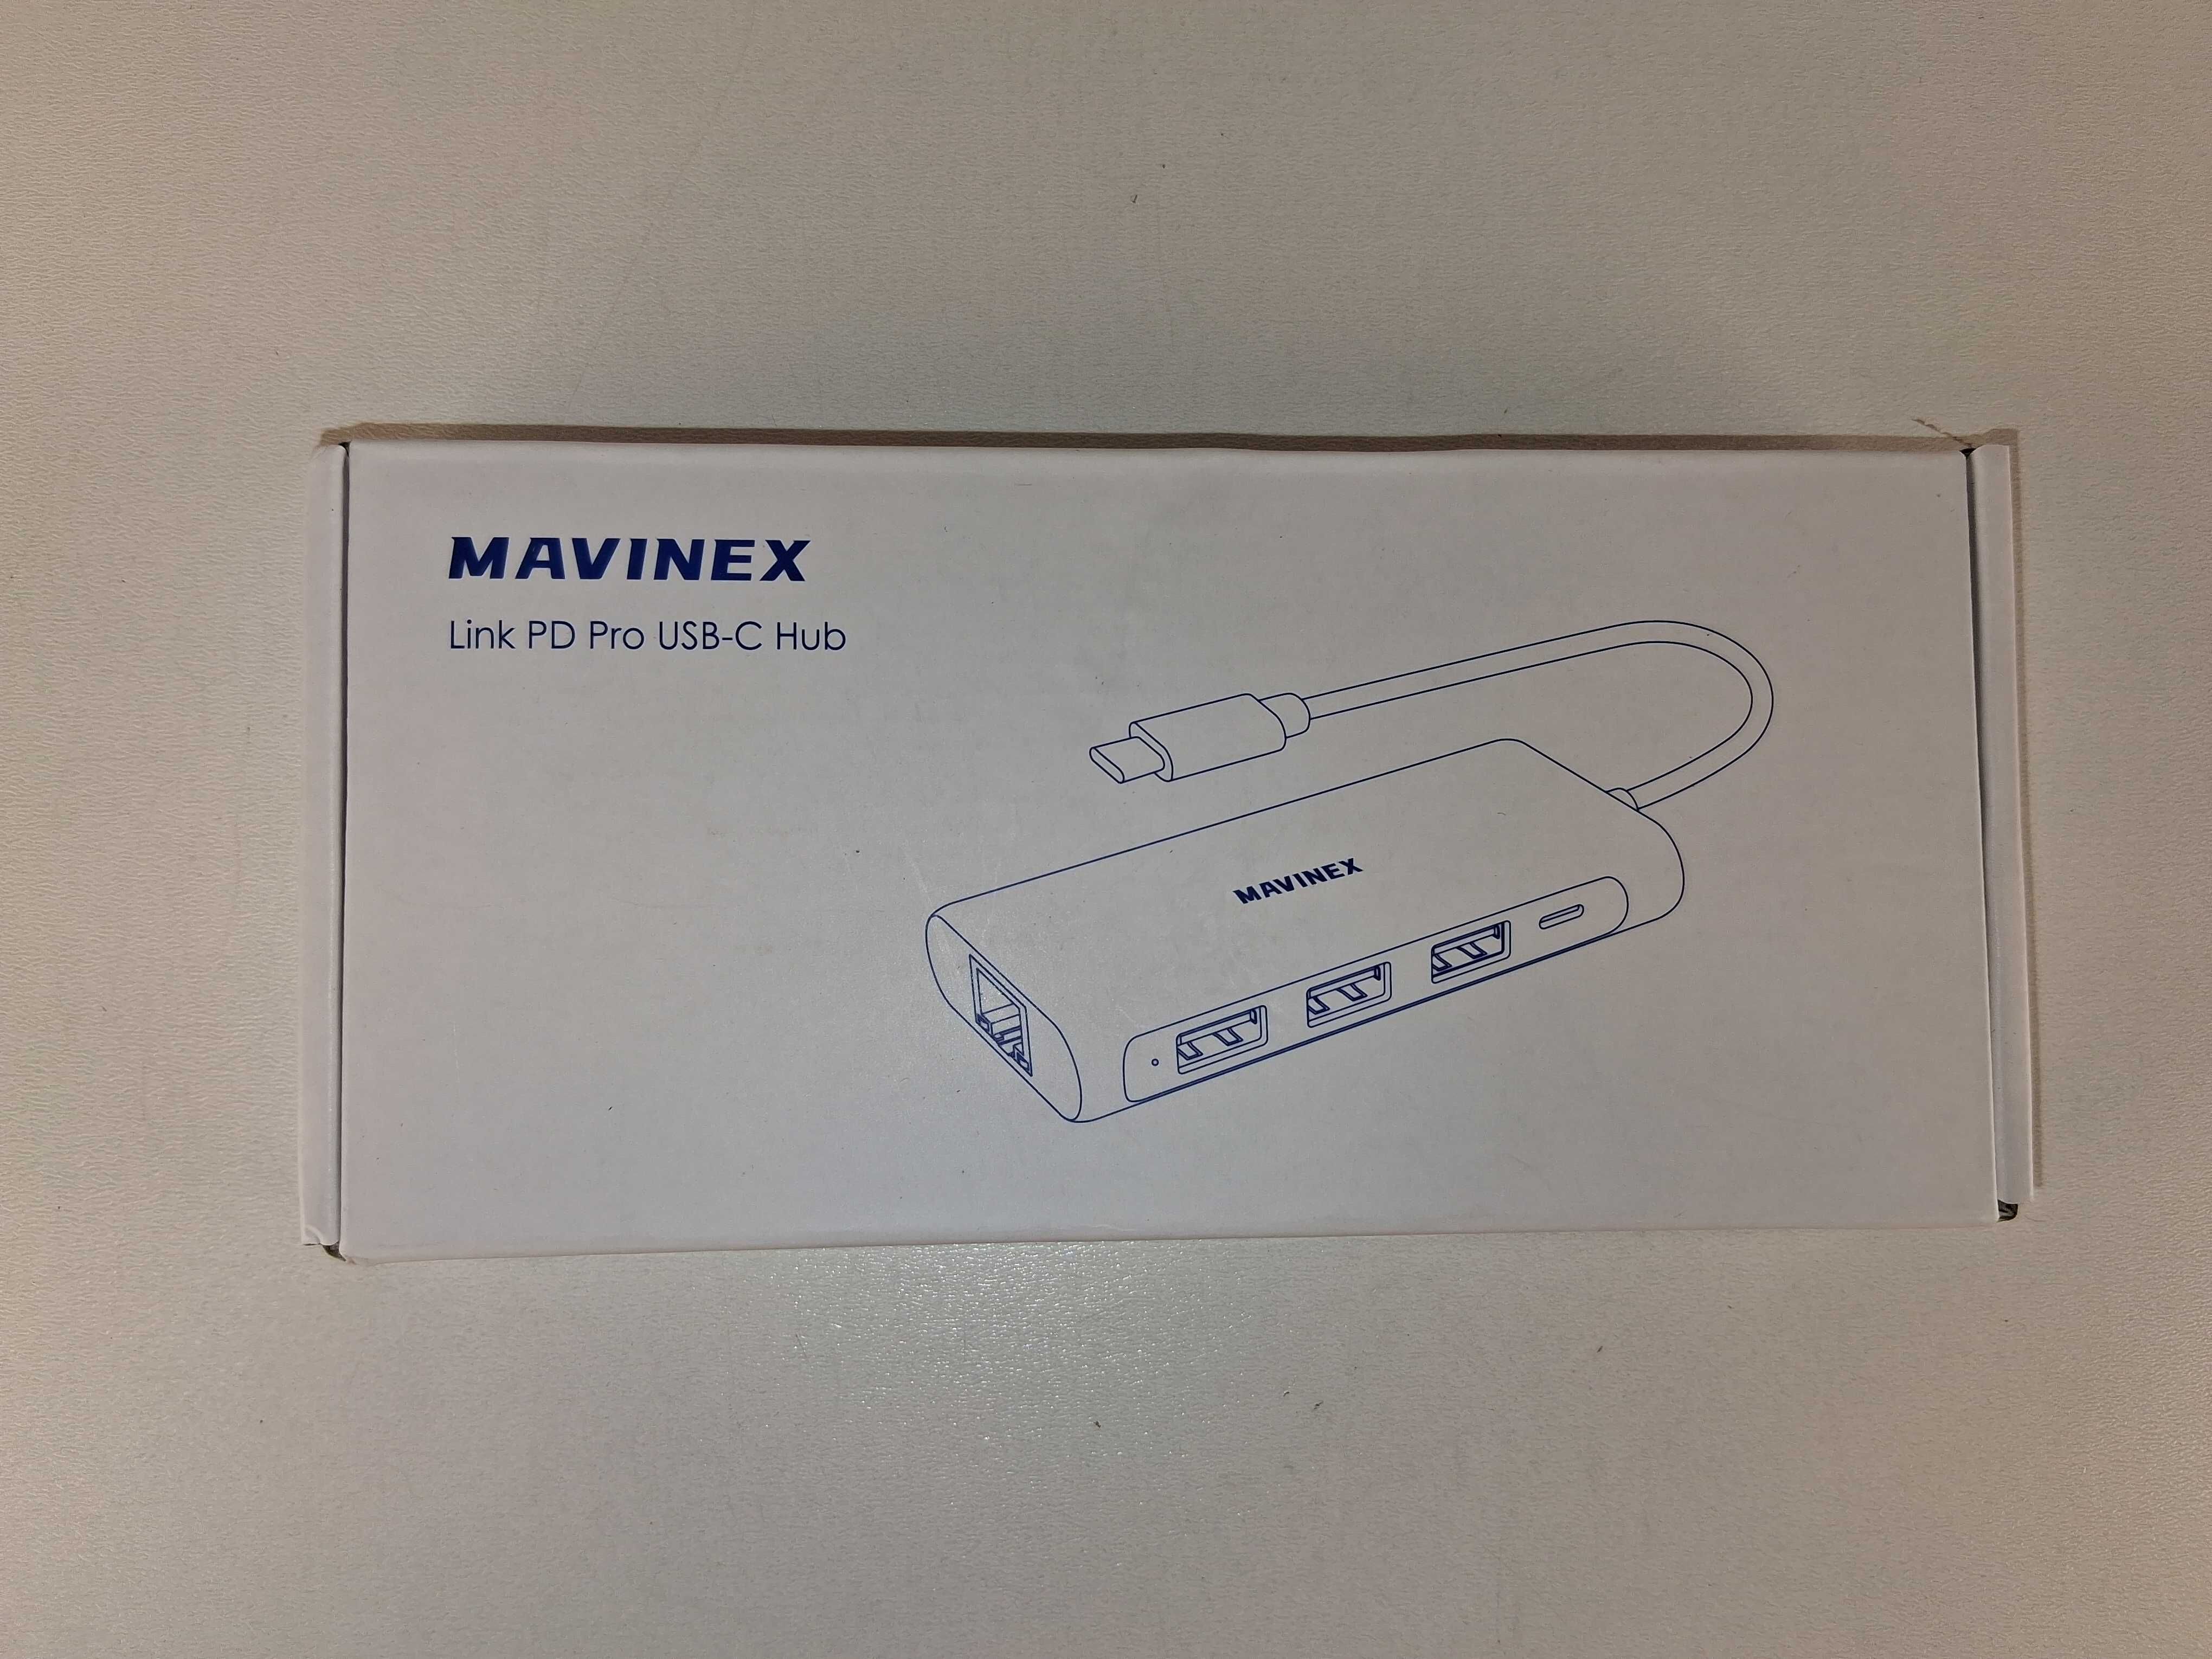 MAVINEX
Link PD Pro USB-C Hub
MAVINEX